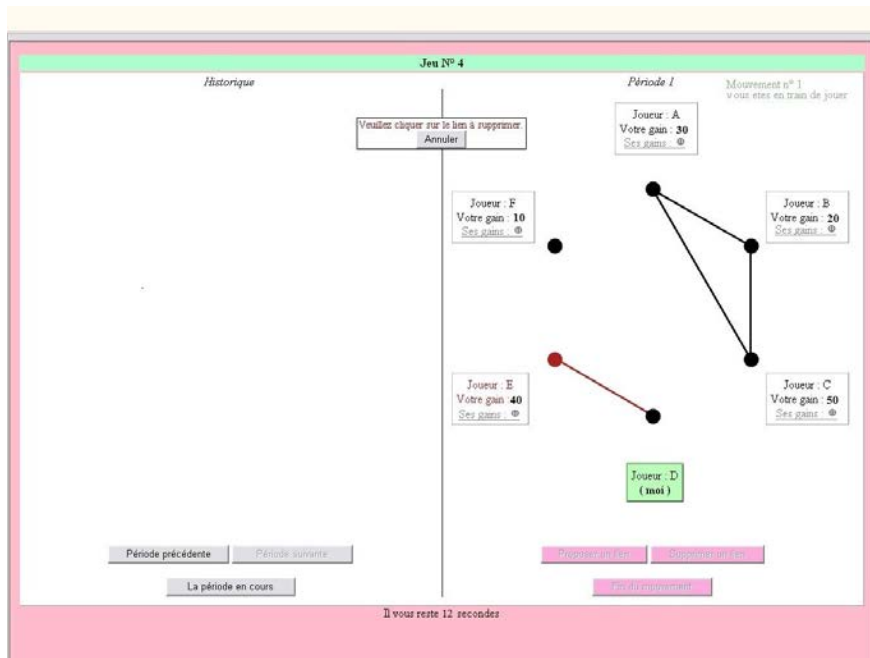 Jeu Nº 4
Historique
Période 1
Mouvement n° 1
vous etes en train de jouer
Veuillez cliquer sur le lien à supprimer.
Annuler
Joueur : A
Votre gain : 30
Ses gains :
Joueur : F
Votre gain : 10
Ses gains :
Joueur : B
Votre gain : 20
Ses gains :
Joueur : E
Votre gain : 40
Ses gains :
Joueur : C
Votre gain : 50
Ses gains :
Joueur : D
( moi )
Période précédente
Période suivante
La période en cours
Proposer un lien
Supprimer un lien
Fin du mouvement
Il vous reste 12 secondes